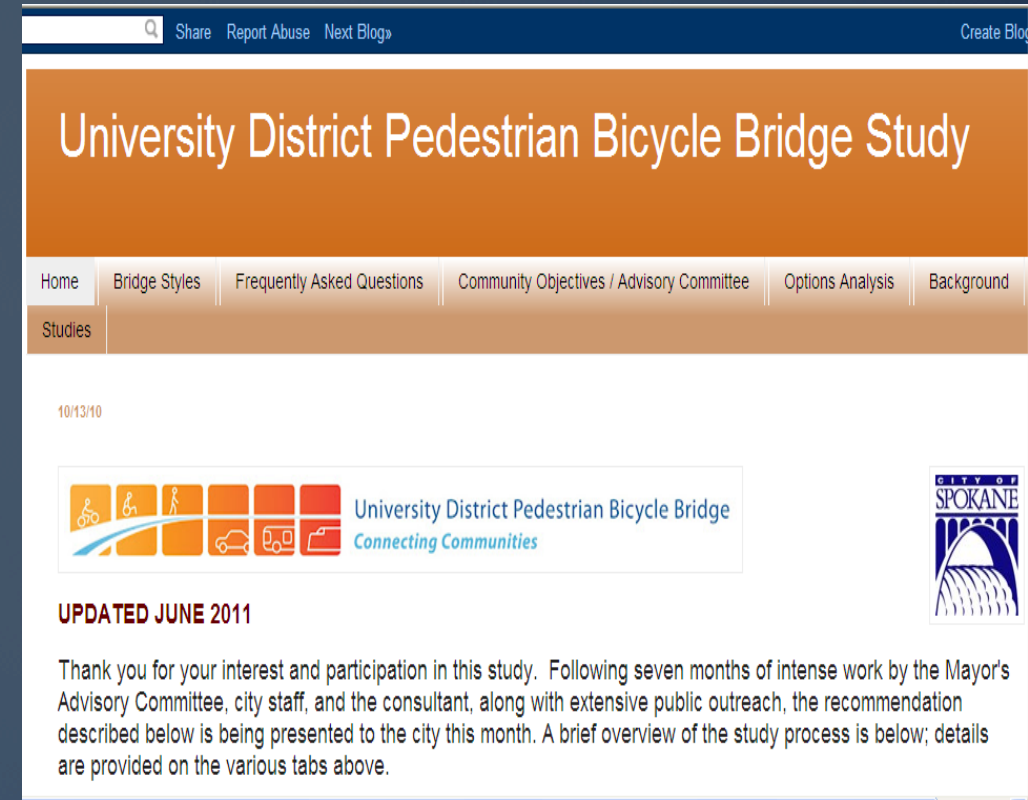 Share Report Abuse Next Blog» Create Blog
University District Pedestrian Bicycle Bridge Study
Home Bridge Styles Frequently Asked Questions Community Objectives / Advisory Committee Options Analysis Background
Studies
10/13/10
University District Pedestrian Bicycle Bridge
Connecting Communities
CITY OF
SPOKANE
UPDATED JUNE 2011
Thank you for your interest and participation in this study. Following seven months of intense work by the Mayor's
Advisory Committee, city staff, and the consultant, along with extensive public outreach, the recommendation
described below is being presented to the city this month. A brief overview of the study process is below; details
are provided on the various tabs above.